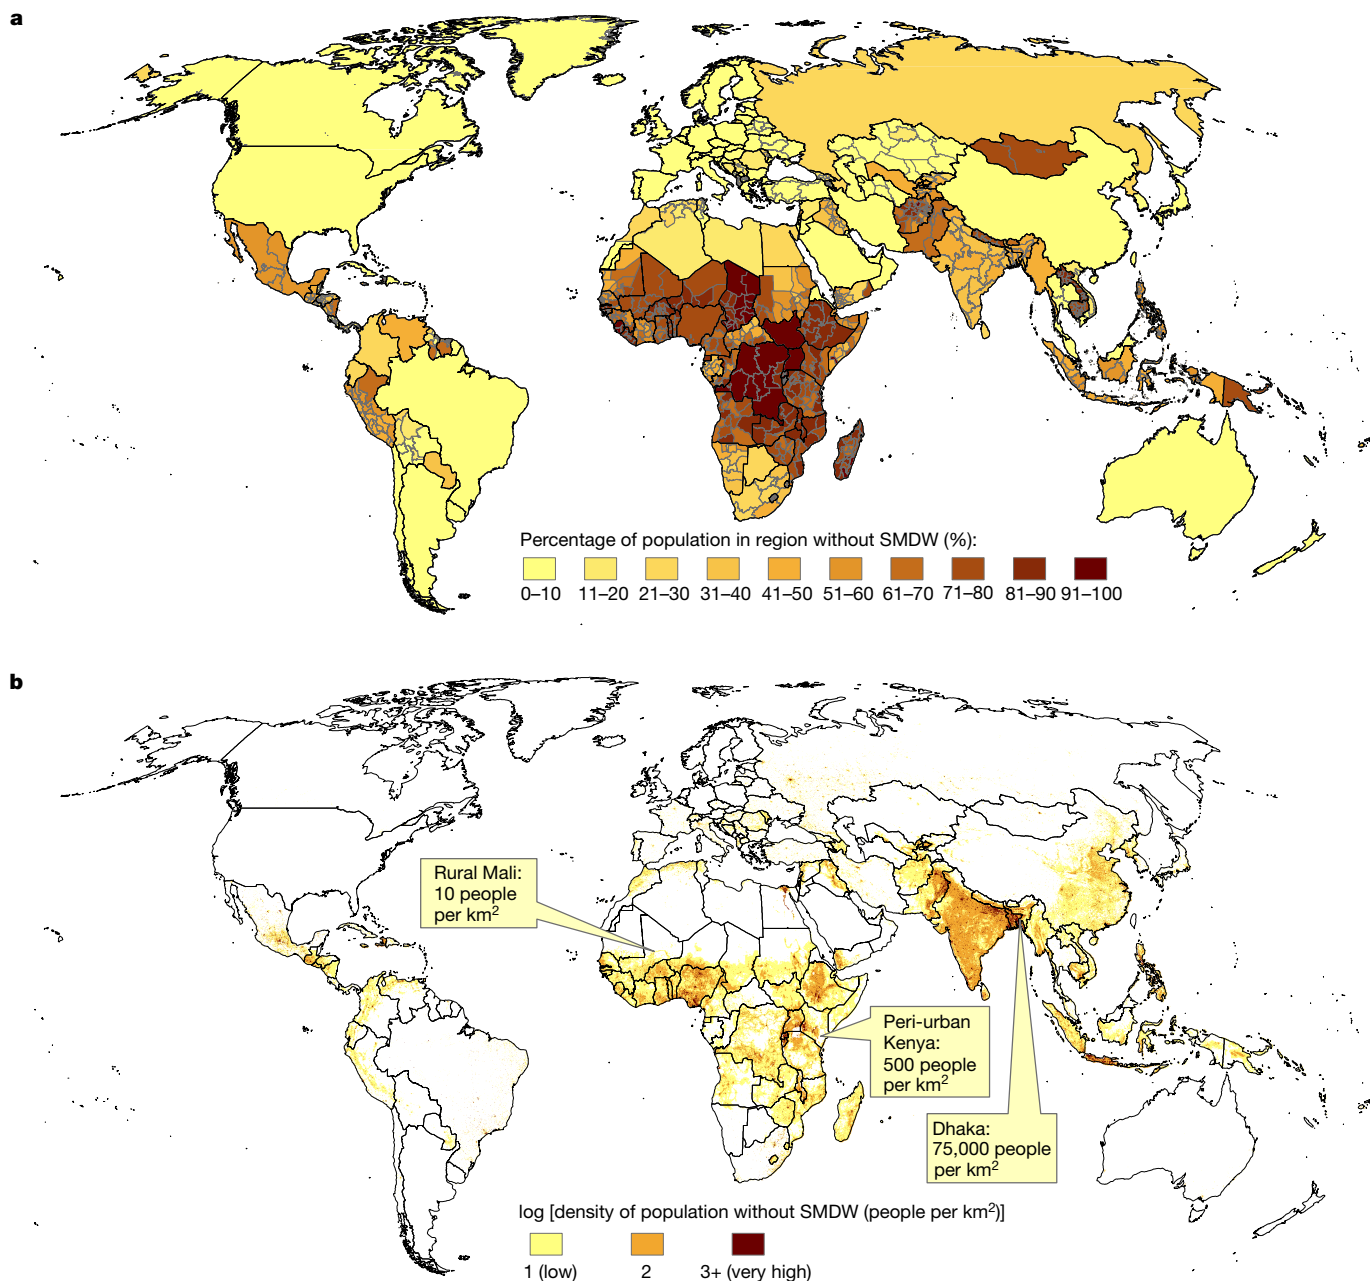 a
Percentage of population in region without SMDW (%):
0–10 11–20 21–30 31–40 41–50 51–60 61–70 71–80 81–90 91–100
b
Rural Mali:
10 people
per km²
Peri-urban
Kenya:
500 people
per km²
Dhaka:
75,000 people
per km²
log [density of population without SMDW (people per km²)]
1 (low) 2 3+ (very high)